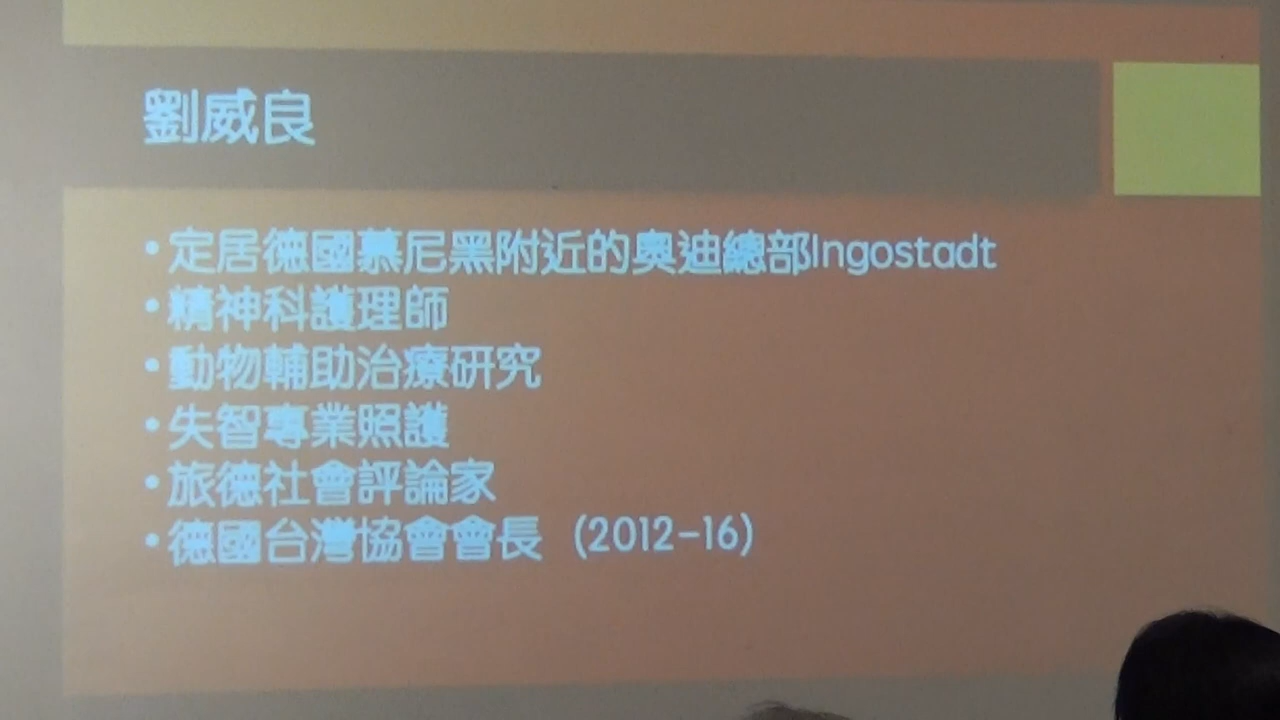 劉威良
• 定居德國慕尼黑附近的奧迪總部Ingostadt
• 精神科護理師
• 動物輔助治療研究
• 失智專業照護
• 旅德社會評論家
• 德國台灣協會會長 (2012-16)